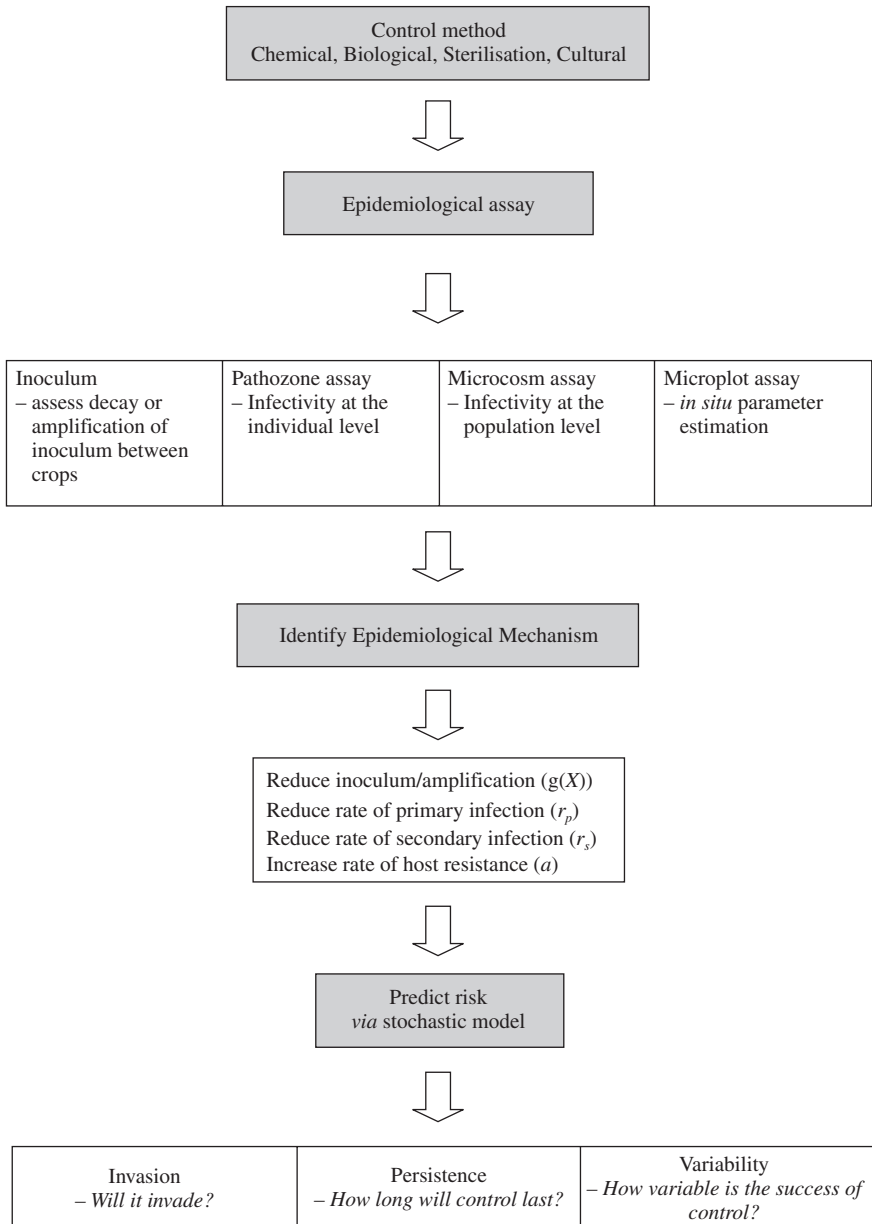 Control method
Chemical, Biological, Sterilisation, Cultural
Epidemiological assay
Inoculum
– assess decay or
amplification of
inoculum between
crops
Pathozone assay
– Infectivity at the
individual level
Microcosm assay
– Infectivity at the
population level
Microplot assay
– in situ parameter
estimation
Identify Epidemiological Mechanism
Reduce inoculum/amplification (g(X))
Reduce rate of primary infection (r_p)
Reduce rate of secondary infection (r_s)
Increase rate of host resistance (a)
Predict risk
via stochastic model
Invasion
– Will it invade?
Persistence
– How long will control last?
Variability
– How variable is the success of
control?